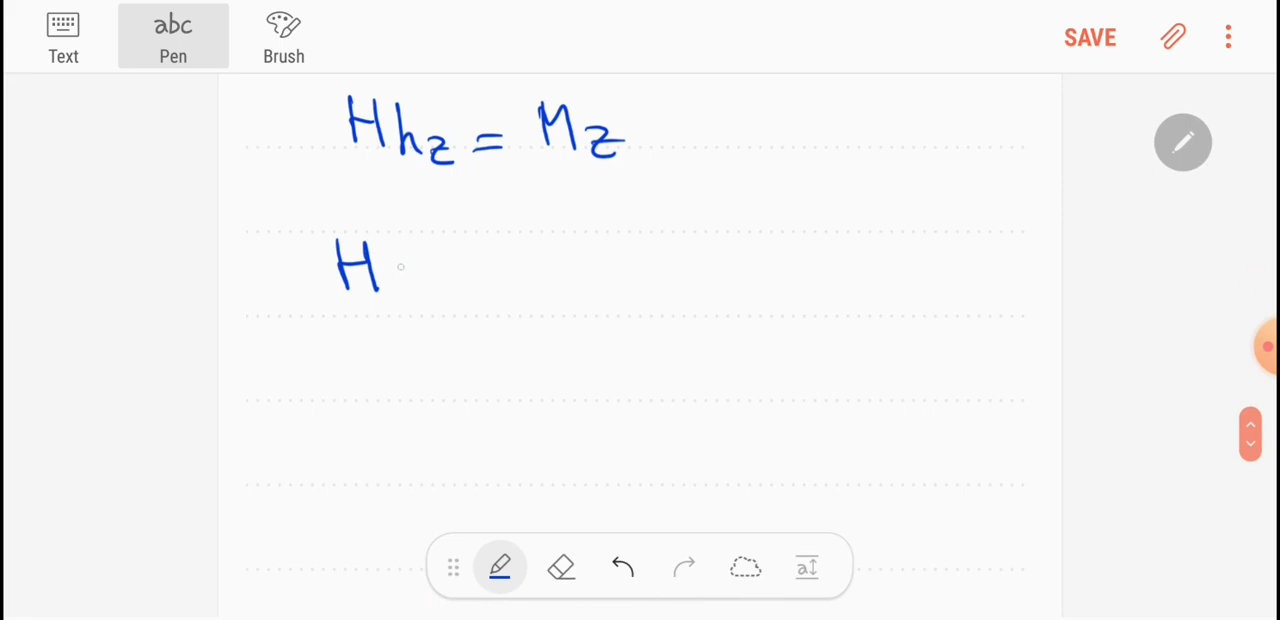 Text
abc
Pen
Brush
SAVE
Hhz = Mz
H
a